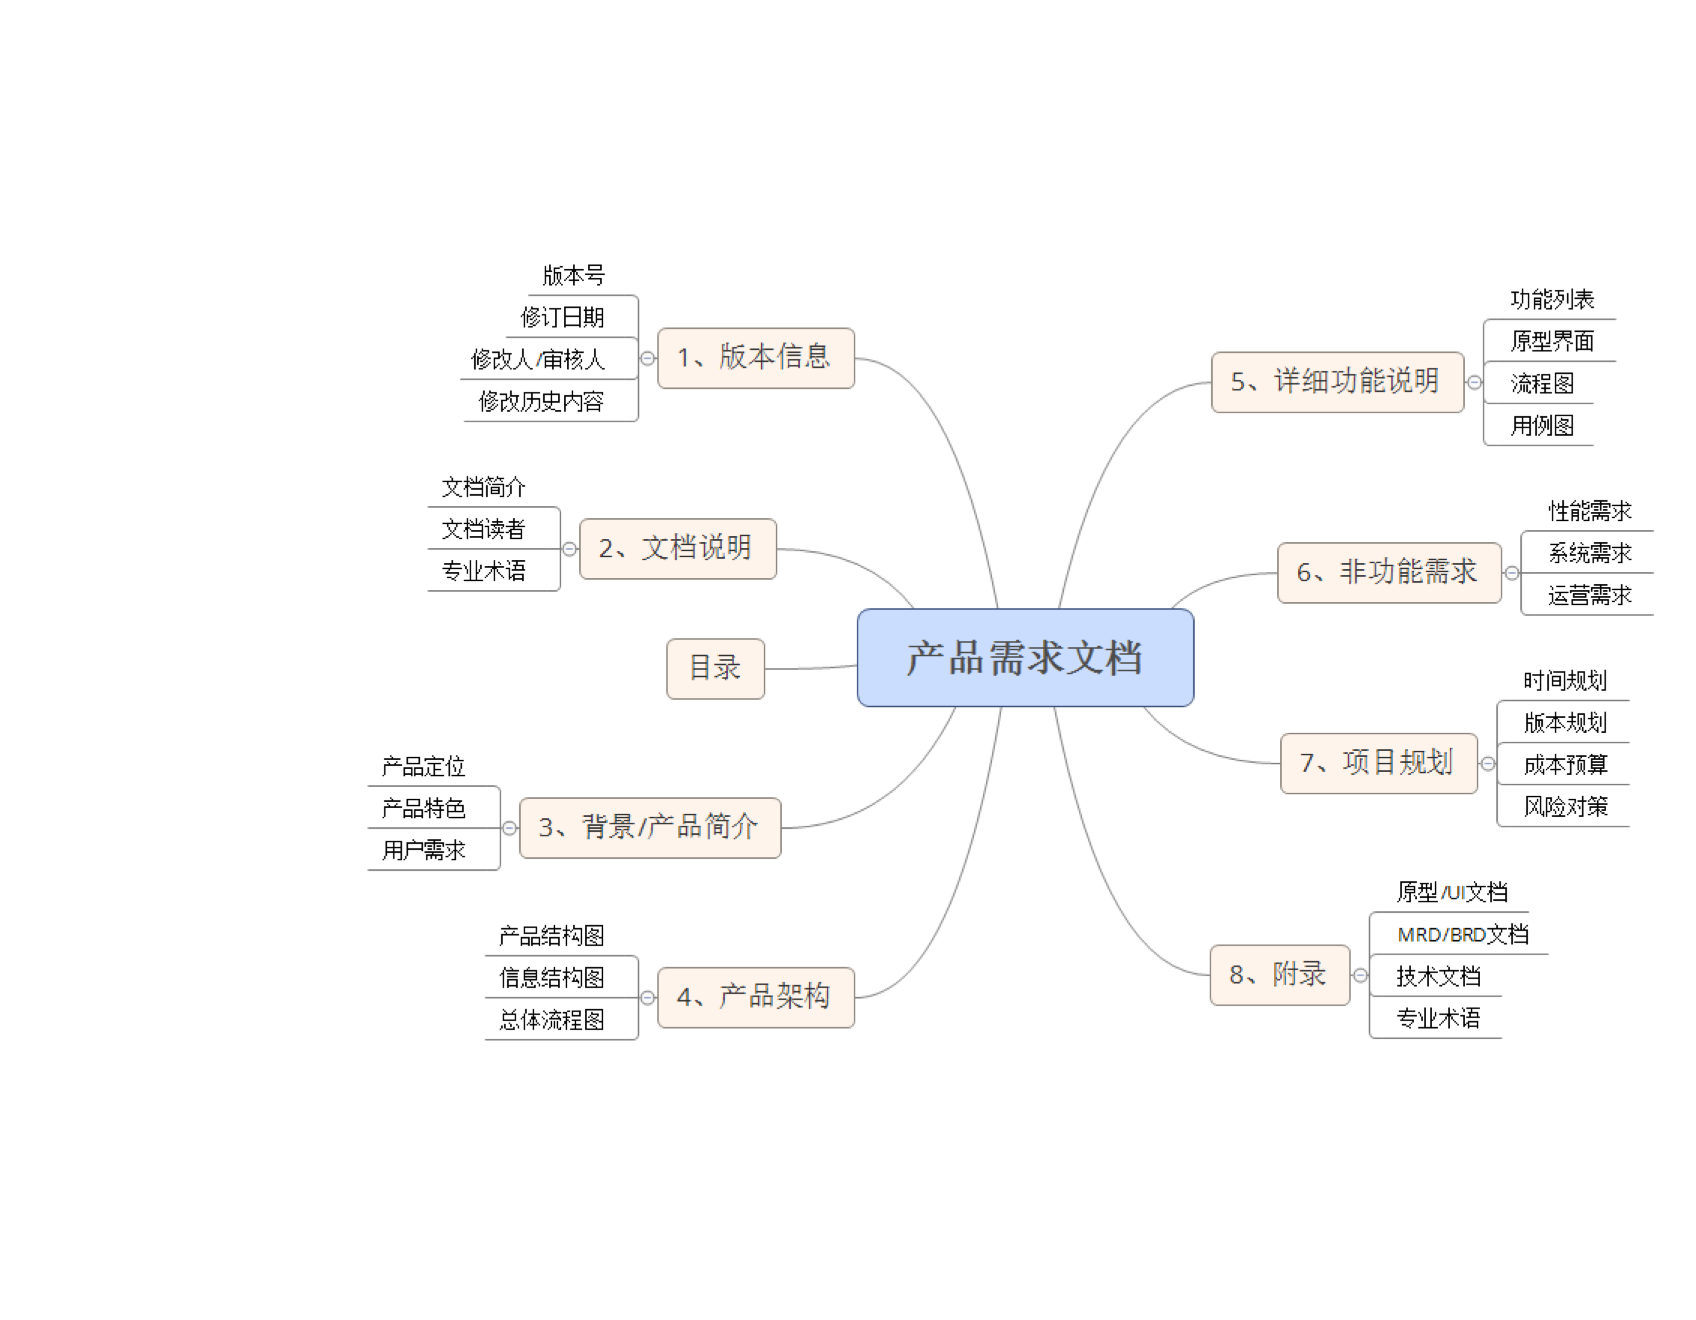 产品需求文档
1、版本信息
版本号
修订日期
修改人/审核人
修改历史内容
2、文档说明
文档简介
文档读者
专业术语
目录
3、背景/产品简介
产品定位
产品特色
用户需求
4、产品架构
产品结构图
信息结构图
总体流程图
5、详细功能说明
功能列表
原型界面
流程图
用例图
6、非功能需求
性能需求
系统需求
运营需求
7、项目规划
时间规划
版本规划
成本预算
风险对策
8、附录
原型/UI文档
MRD/BRD文档
技术文档
专业术语